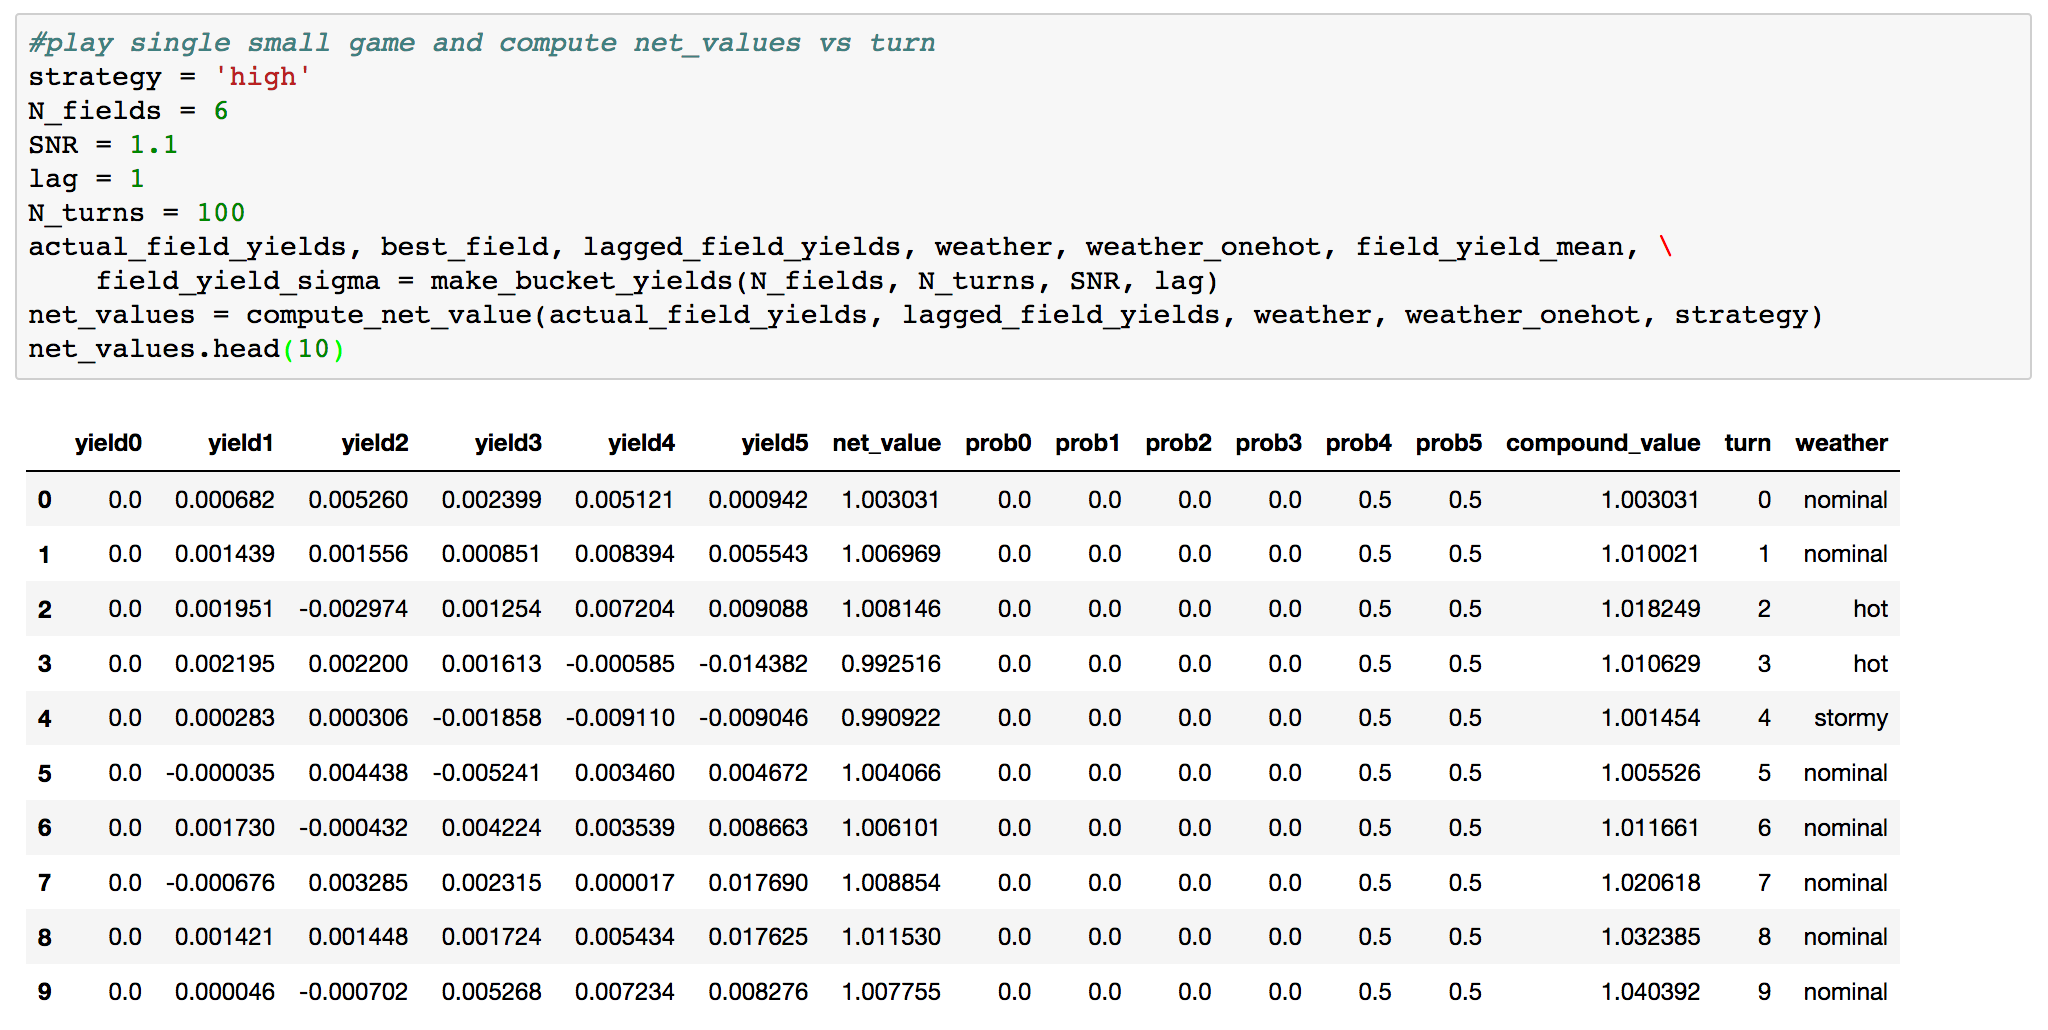 #play single small game and compute net_values vs turn
strategy = 'high'
N_fields = 6
SNR = 1.1
lag = 1
N_turns = 100
actual_field_yields, best_field, lagged_field_yields, weather, weather_onehot, field_yield_mean, \
    field_yield_sigma = make_bucket_yields(N_fields, N_turns, SNR, lag)
net_values = compute_net_value(actual_field_yields, lagged_field_yields, weather, weather_onehot, strategy)
net_values.head(10)
yield0 yield1 yield2 yield3 yield4 yield5 net_value prob0 prob1 prob2 prob3 prob4 prob5 compound_value turn weather
0 0.0 0.000682 0.005260 0.002399 0.005121 0.000942 1.003031 0.0 0.0 0.0 0.0 0.5 0.5 1.003031 0 nominal
1 0.0 0.001439 0.001556 0.000851 0.008394 0.005543 1.006969 0.0 0.0 0.0 0.0 0.5 0.5 1.010021 1 nominal
2 0.0 0.001951 -0.002974 0.001254 0.007204 0.009088 1.008146 0.0 0.0 0.0 0.0 0.5 0.5 1.018249 2 hot
3 0.0 0.002195 0.002200 0.001613 -0.000585 -0.014382 0.992516 0.0 0.0 0.0 0.0 0.5 0.5 1.010629 3 hot
4 0.0 0.000283 0.000306 -0.001858 -0.009110 -0.009046 0.990922 0.0 0.0 0.0 0.0 0.5 0.5 1.001454 4 stormy
5 0.0 -0.000035 0.004438 -0.005241 0.003460 0.004672 1.004066 0.0 0.0 0.0 0.0 0.5 0.5 1.005526 5 nominal
6 0.0 0.001730 -0.000432 0.004224 0.003539 0.008663 1.006101 0.0 0.0 0.0 0.0 0.5 0.5 1.011661 6 nominal
7 0.0 -0.000676 0.003285 0.002315 0.000017 0.017690 1.008854 0.0 0.0 0.0 0.0 0.5 0.5 1.020618 7 nominal
8 0.0 0.001421 0.001448 0.001724 0.005434 0.017625 1.011530 0.0 0.0 0.0 0.0 0.5 0.5 1.032385 8 nominal
9 0.0 0.000046 -0.000702 0.005268 0.007234 0.008276 1.007755 0.0 0.0 0.0 0.0 0.5 0.5 1.040392 9 nominal